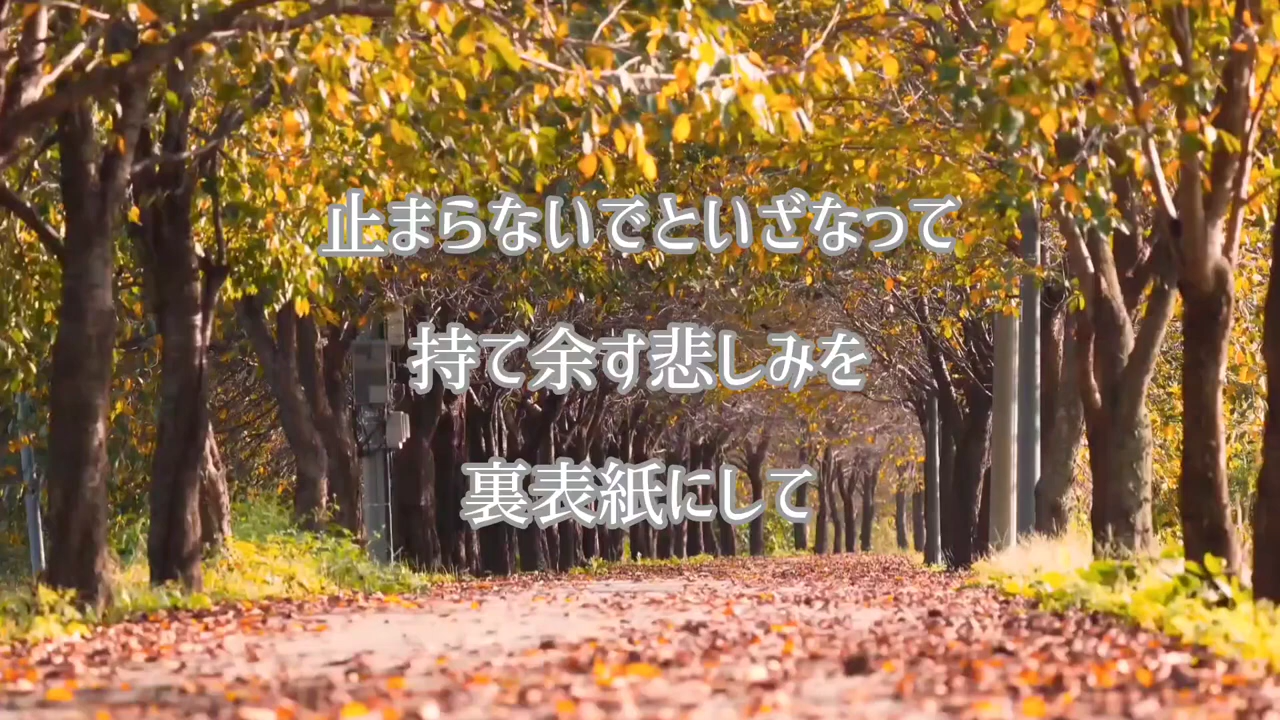 止まらないでといざなって
持て余す悲しみを
裏表紙にして